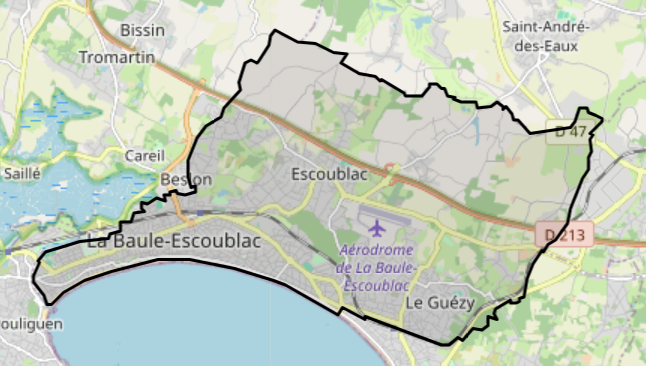 Bissin
Tromartin
Saint-André-
des-Eaux
D 47
Careil
Saillé
Escoublac
Beslon
La Baule-Escoublac
D 213
Aérodrome
de La Baule-
Escoublac
Le Guézy
ouliguen